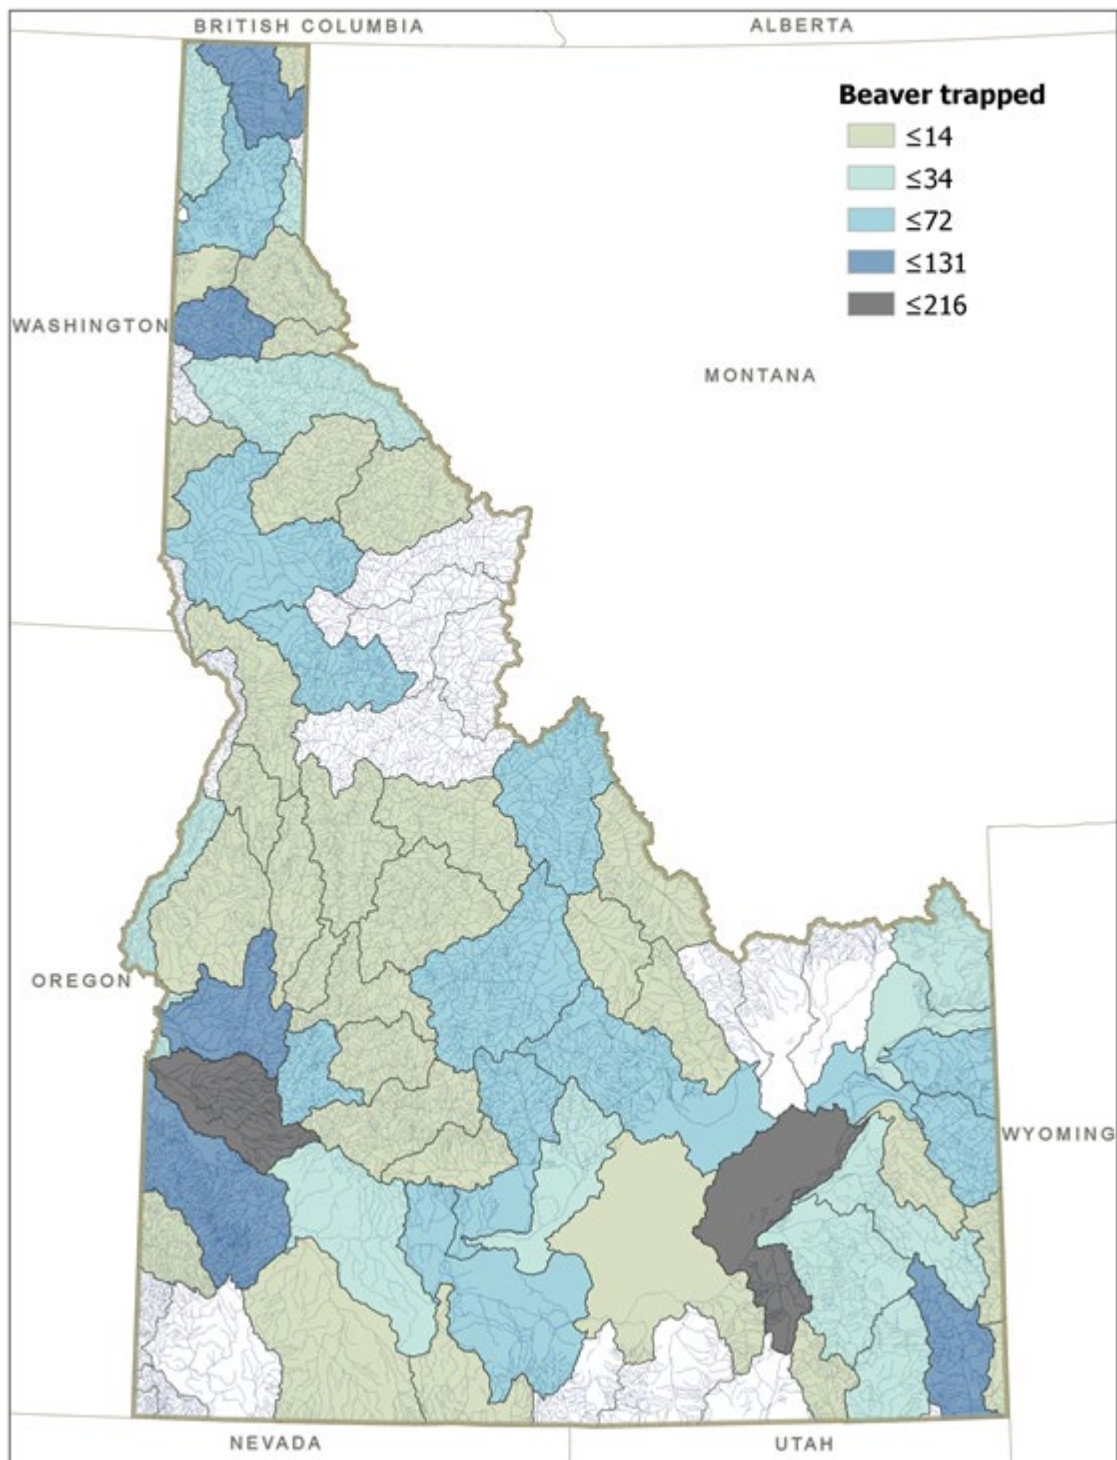 BRITISH COLUMBIA
ALBERTA
Beaver trapped
≤14
≤34
≤72
≤131
≤216
WASHINGTON
MONTANA
OREGON
WYOMING
NEVADA
UTAH